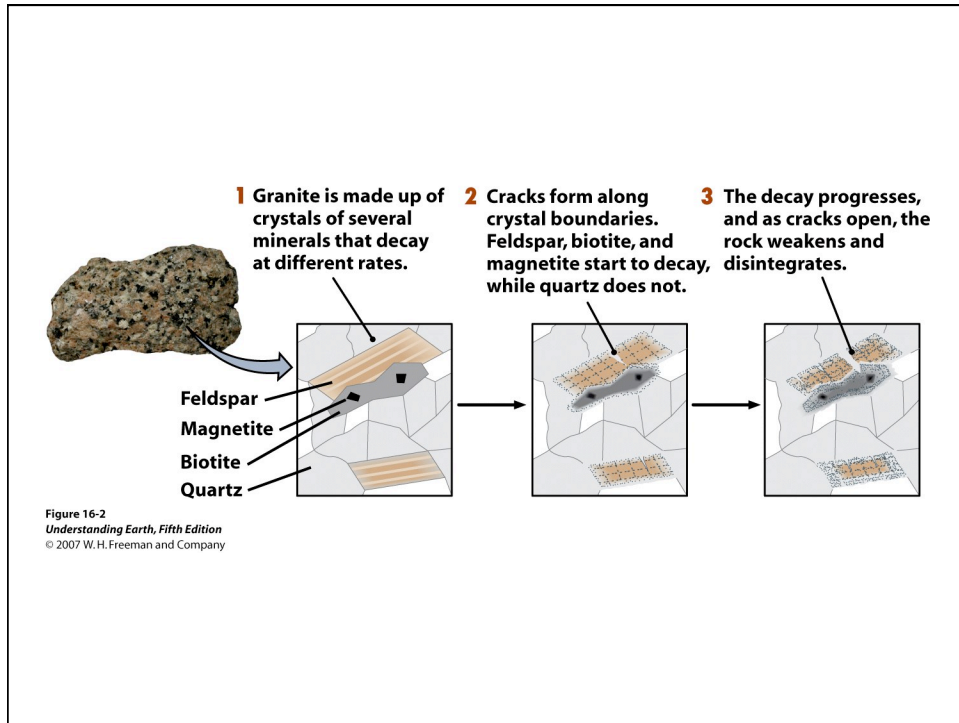 1 Granite is made up of
crystals of several
minerals that decay
at different rates.
2 Cracks form along
crystal boundaries.
Feldspar, biotite, and
magnetite start to decay,
while quartz does not.
3 The decay progresses,
and as cracks open, the
rock weakens and
disintegrates.
Feldspar
Magnetite
Biotite
Quartz
Figure 16-2
Understanding Earth, Fifth Edition
© 2007 W. H. Freeman and Company